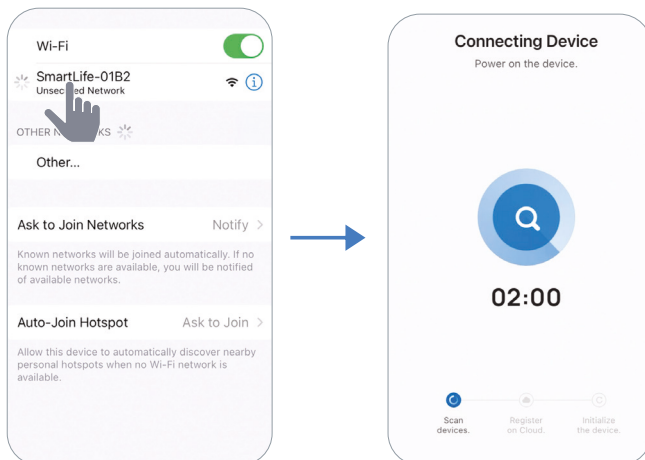 Wi-Fi
SmartLife-01B2
Unsec ed Network
OTHER N KS
Other...
Ask to Join Networks
Notify >
Known networks will be joined automatically. If no
known networks are available, you will be notified
of available networks.
Auto-Join Hotspot
Ask to Join >
Allow this device to automatically discover nearby
personal hotspots when no Wi-Fi network is
available.
Connecting Device
Power on the device.
02:00
Scan
devices.
Register
on Cloud.
Initialize
the device.